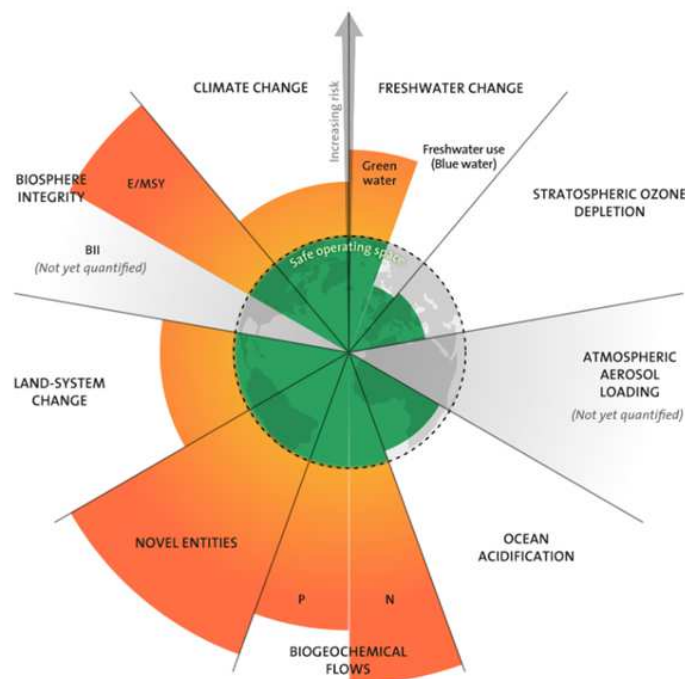 CLIMATE CHANGE
FRESHWATER CHANGE
Increasing risk
Green
water
Freshwater use
(Blue water)
BIOSPHERE
INTEGRITY
E/MSY
STRATOSPHERIC OZONE
DEPLETION
BII
(Not yet quantified)
Safe operating space
LAND-SYSTEM
CHANGE
ATMOSPHERIC
AEROSOL
LOADING
(Not yet quantified)
NOVEL ENTITIES
OCEAN
ACIDIFICATION
P
N
BIOGEOCHEMICAL
FLOWS